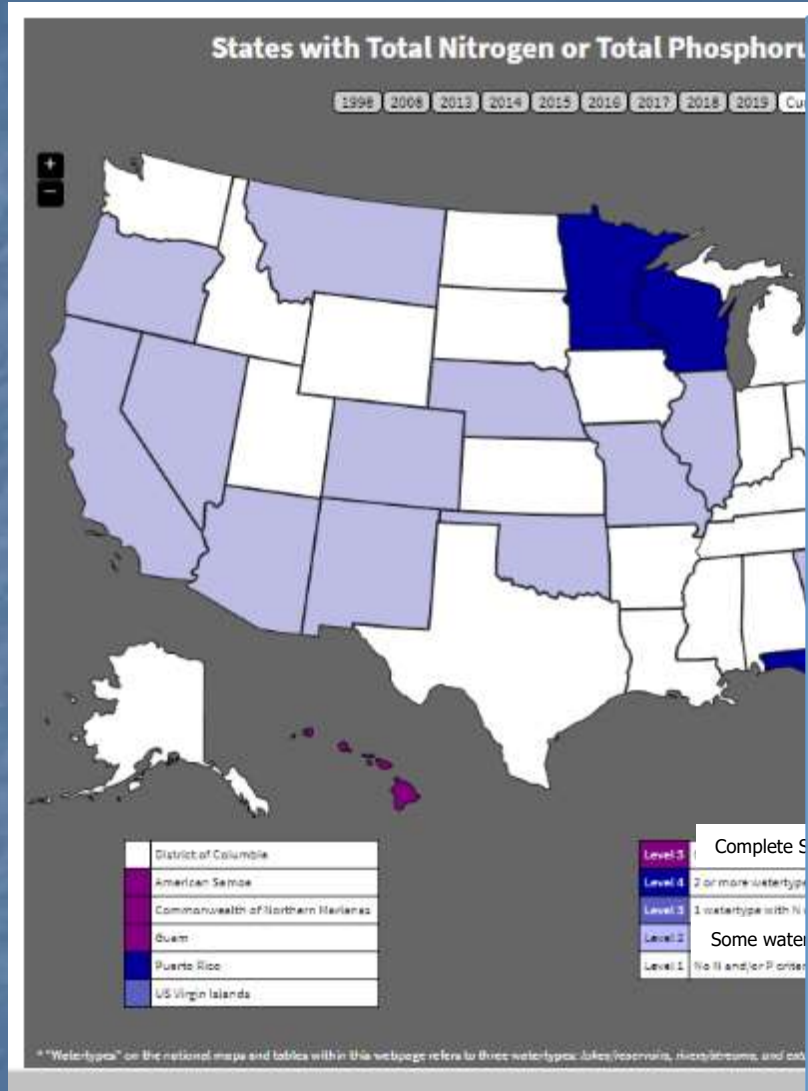 States with Total Nitrogen or Total Phosphoru
1998 2008 2013 2014 2015 2016 2017 2018 2019 Cu
+
−
District of Columbia
American Samoa
Commonwealth of Northern Marianas
Guam
Puerto Rico
US Virgin Islands
Level 5 Complete S
Level 4 2 or more watertype
Level 3 1 watertype with N
Level 2 Some water
Level 1 No N and/or P criter
* "Watertypes" on the national maps and tables within this webpage refers to three watertypes: lakes/reservoirs, rivers/streams, and est